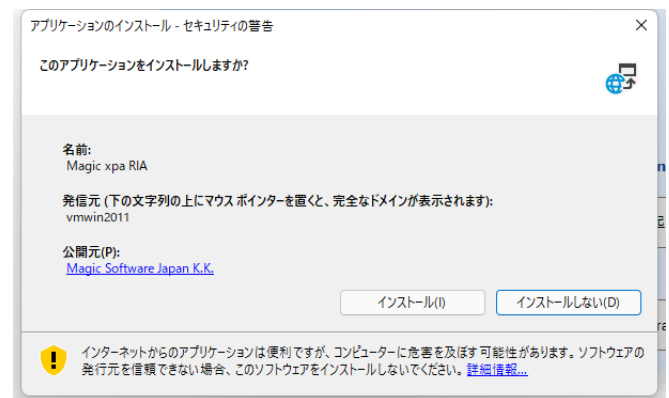 アプリケーションのインストール - セキュリティの警告
このアプリケーションをインストールしますか?
名前:
Magic xpa RIA
発信元 (下の文字列の上にマウス ポインターを置くと、完全なドメインが表示されます):
vmwin2011
公開元(P):
Magic Software Japan K.K.
インストール(I)
インストールしない(D)
インターネットからのアプリケーションは便利ですが、コンピューターに危害を及ぼす可能性があります。ソフトウェアの
発行元を信頼できない場合、このソフトウェアをインストールしないでください。詳細情報...